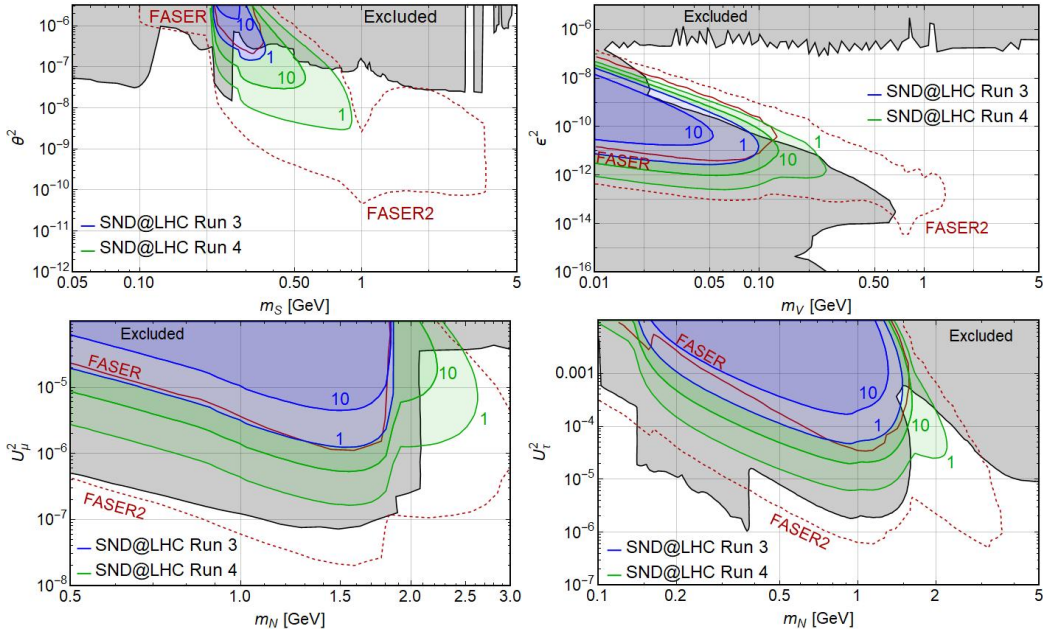 Excluded
FASER
10
1
10
1
FASER2
SND@LHC Run 3
SND@LHC Run 4
10⁻⁶
10⁻⁷
10⁻⁸
10⁻⁹
10⁻¹⁰
10⁻¹¹
10⁻¹²
θ²
0.05 0.10 0.50 1 5
m_S [GeV]
Excluded
SND@LHC Run 3
SND@LHC Run 4
10
1
10
1
FASER
FASER2
10⁻⁶
10⁻⁸
10⁻¹⁰
10⁻¹²
10⁻¹⁴
10⁻¹⁶
ϵ²
0.01 0.05 0.10 0.50 1 5
m_V [GeV]
Excluded
FASER
10
1
10
1
FASER2
SND@LHC Run 3
SND@LHC Run 4
10⁻⁵
10⁻⁶
10⁻⁷
10⁻⁸
U²_μ
0.5 1.0 1.5 2.0 2.5 3.0
m_N [GeV]
Excluded
FASER
10
1
10
1
FASER2
SND@LHC Run 3
SND@LHC Run 4
0.001
10⁻⁴
10⁻⁵
10⁻⁶
10⁻⁷
U²_τ
0.1 0.2 0.5 1 2 5
m_N [GeV]